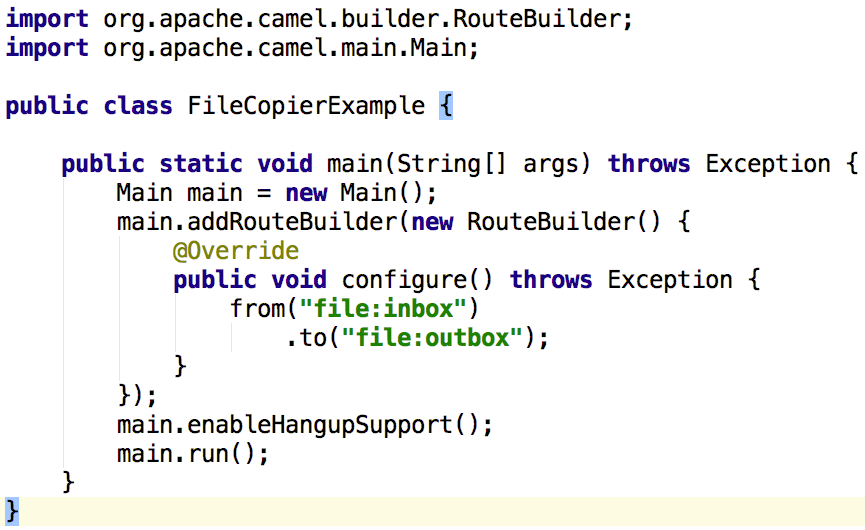 import org.apache.camel.builder.RouteBuilder;
import org.apache.camel.main.Main;

public class FileCopierExample {

    public static void main(String[] args) throws Exception {
        Main main = new Main();
        main.addRouteBuilder(new RouteBuilder() {
            @Override
            public void configure() throws Exception {
                from("file:inbox")
                    .to("file:outbox");
            }
        });
        main.enableHangupSupport();
        main.run();
    }
}